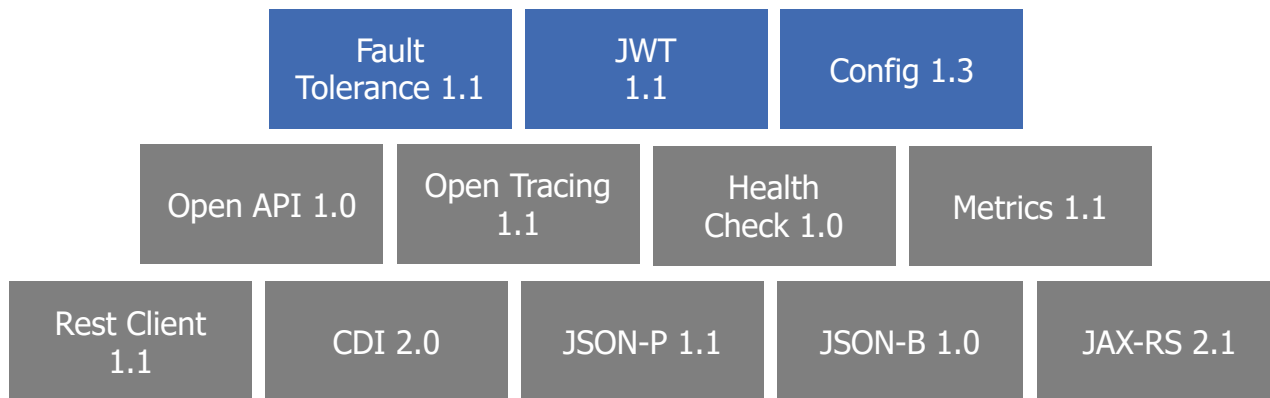 Fault
Tolerance 1.1
JWT
1.1
Config 1.3
Open API 1.0
Open Tracing
1.1
Health
Check 1.0
Metrics 1.1
Rest Client
1.1
CDI 2.0
JSON-P 1.1
JSON-B 1.0
JAX-RS 2.1